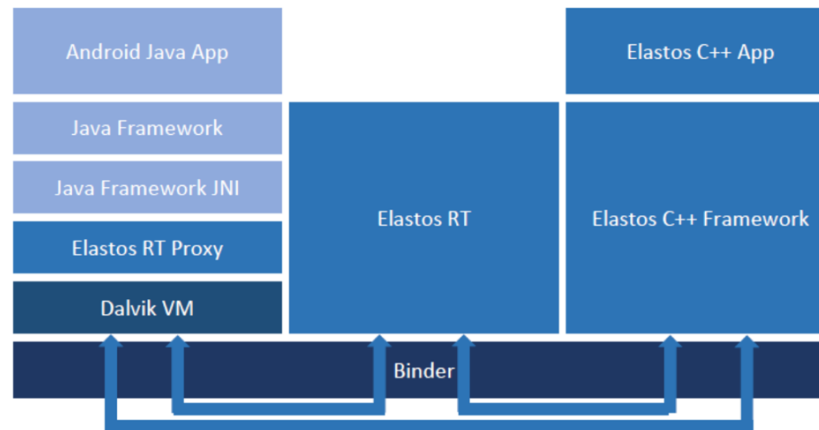 Android Java App
Elastos C++ App
Java Framework
Java Framework JNI
Elastos RT
Elastos C++ Framework
Elastos RT Proxy
Dalvik VM
Binder